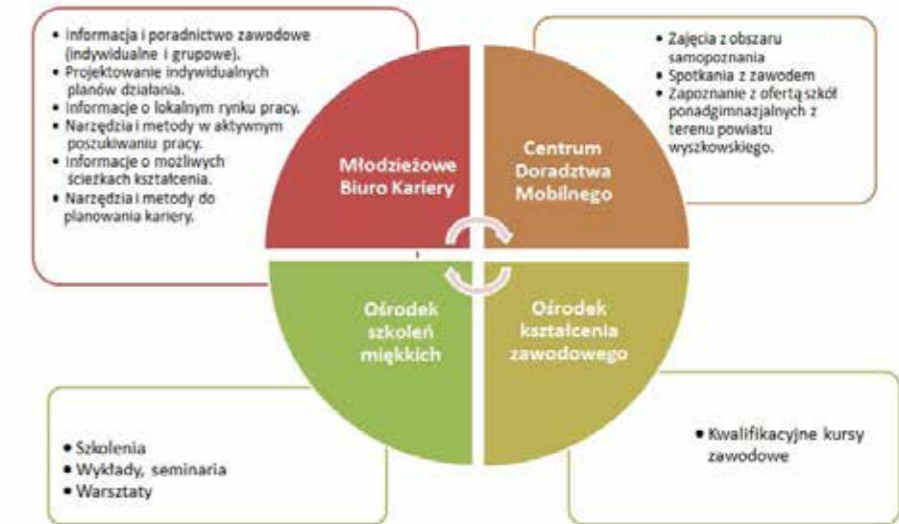 • Informacja i poradnictwo zawodowe
(indywidualne i grupowe).
• Projektowanie indywidualnych
planów działania.
• Informacje o lokalnym rynku pracy.
• Narzędzia i metody w aktywnym
poszukiwaniu pracy.
• Informacje o możliwych
ścieżkach kształcenia.
• Narzędzia i metody do
planowania kariery.
• Zajęcia z obszaru
samopoznania
• Spotkania z zawodem
• Zapoznanie z ofertą szkół
ponadgimnazjalnych z
terenu powiatu
wyszkowskiego.
Młodzieżowe
Biuro Kariery
Centrum
Doradztwa
Mobilnego
Ośrodek
szkoleń
miękkich
Ośrodek
kształcenia
zawodowego
• Szkolenia
• Wykłady, seminaria
• Warsztaty
• Kwalifikacyjne kursy
zawodowe